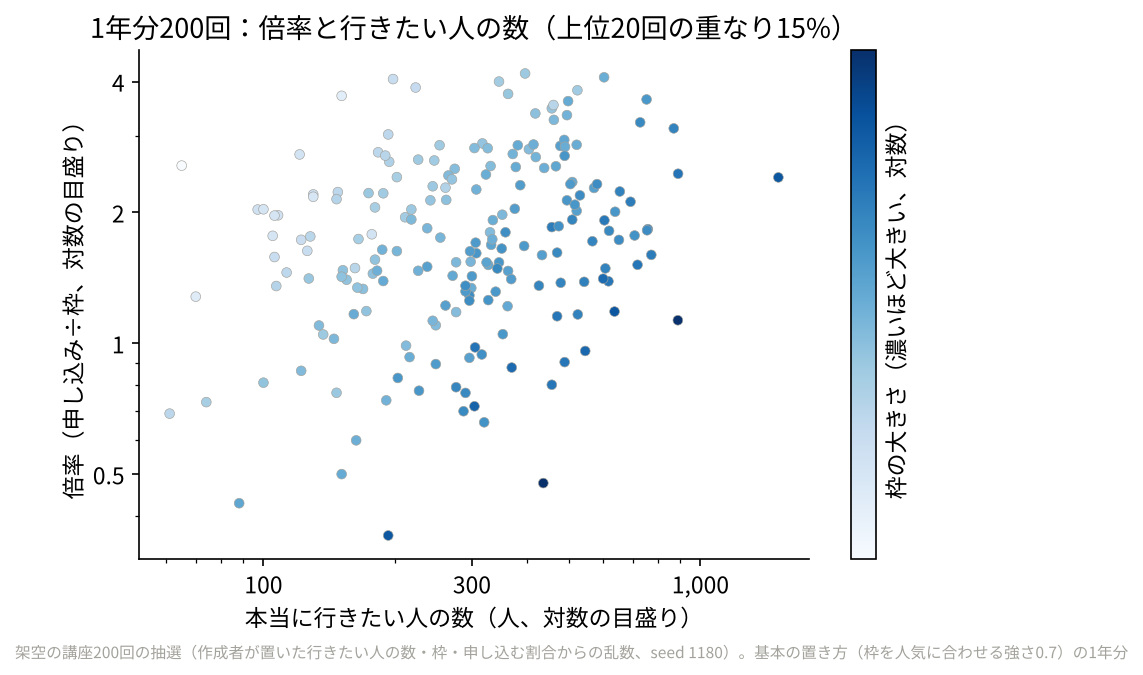 1年分200回：倍率と行きたい人の数（上位20回の重なり15%）
倍率（申し込み÷枠、対数の目盛り）
4
2
1
0.5
100
300
1,000
本当に行きたい人の数（人、対数の目盛り）
枠の大きさ（濃いほど大きい、対数）
架空の講座200回の抽選（作成者が置いた行きたい人の数・枠・申し込む割合からの乱数、seed 1180）。基本の置き方（枠を人気に合わせる強さ0.7）の1年分